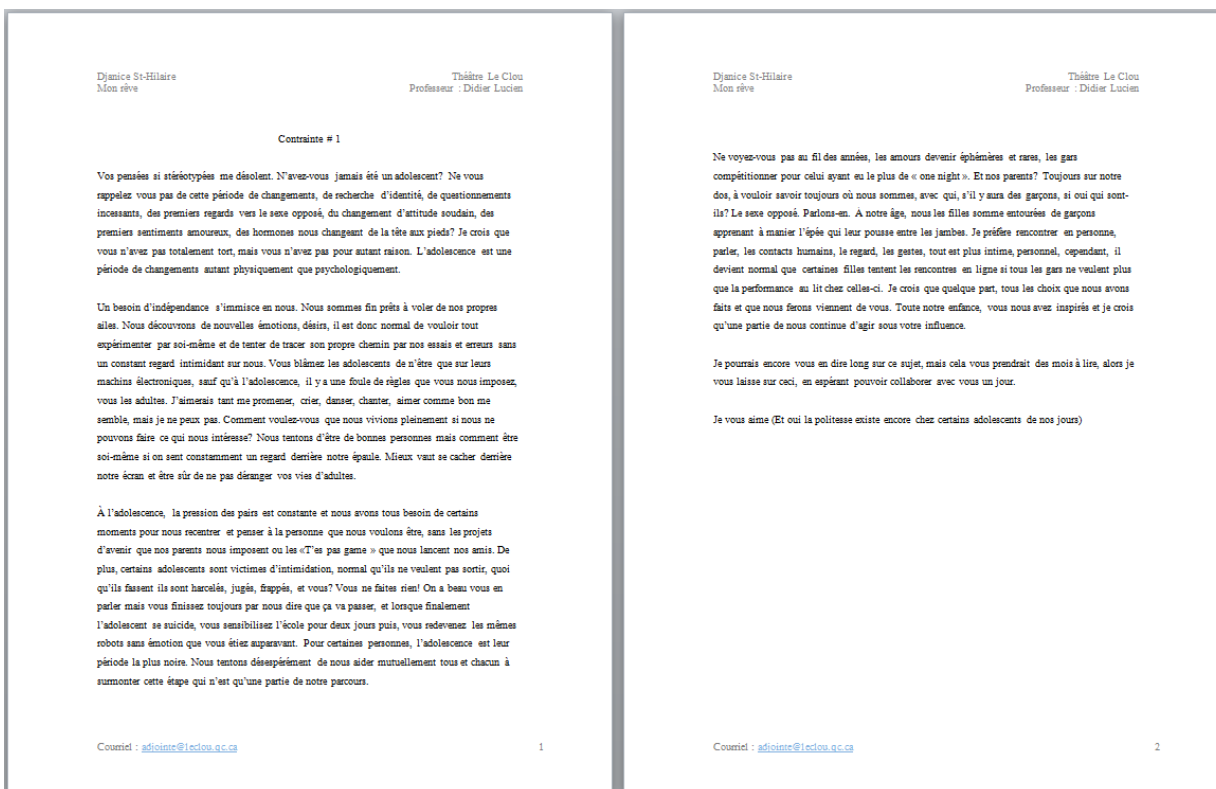 Djanice St-Hilaire
Théâtre Le Clou
Mon rêve
Professeur : Didier Lucien
Contrainte # 1
Vos pensées si stéréotypées me désolent. N’avez-vous jamais été un adolescent? Ne vous
rappelez vous pas de cette période de changements, de recherche d’identité, de questionnements
incessants, des premiers regards vers le sexe opposé, du changement d’attitude soudain, des
premiers sentiments amoureux, des hormones nous changeant de la tête aux pieds? Je crois que
vous n’avez pas totalement tort, mais vous n’avez pas pour autant raison. L’adolescence est une
période de changements autant physiquement que psychologiquement.
Un besoin d’indépendance s’immisce en nous. Nous sommes fin prêts à voler de nos propres
ailes. Nous découvrons de nouvelles émotions, désirs, il est donc normal de vouloir tout
expérimenter par soi-même et de tenter de tracer son propre chemin par nos essais et erreurs sans
un constant regard intimidant sur nous. Vous blâmez les adolescents de n’être que sur leurs
machins électroniques, sauf qu’à l’adolescence, il y a une foule de règles que vous nous imposez,
vous les adultes. J’aimerais tant me promener, crier, danser, chanter, aimer comme bon me
semble, mais je ne peux pas. Comment voulez-vous que nous vivions pleinement si nous ne
pouvons faire ce qui nous intéresse? Nous tentons d’être de bonnes personnes mais comment être
soi-même si on sent constamment un regard derrière notre épaule. Mieux vaut se cacher derrière
notre écran et être sûr de ne pas déranger vos vies d’adultes.
À l’adolescence, la pression des pairs est constante et nous avons tous besoin de certains
moments pour nous recentrer et penser à la personne que nous voulons être, sans les projets
d’avenir que nos parents nous imposent ou les «T’es pas game » que nous lancent nos amis. De
plus, certains adolescents sont victimes d’intimidation, normal qu’ils ne veulent pas sortir, quoi
qu’ils fassent ils sont harcelés, jugés, frappés, et vous? Vous ne faites rien! On a beau vous en
parler mais vous finissez toujours par nous dire que ça va passer, et lorsque finalement
l’adolescent se suicide, vous sensibilisez l’école pour deux jours puis, vous redevenez les mêmes
robots sans émotion que vous étiez auparavant. Pour certaines personnes, l’adolescence est leur
période la plus noire. Nous tentons désespérément de nous aider mutuellement tous et chacun à
surmonter cette étape qui n’est qu’une partie de notre parcours.
Courriel : adjointe@leclou.qc.ca
1
Djanice St-Hilaire
Théâtre Le Clou
Mon rêve
Professeur : Didier Lucien
Ne voyez-vous pas au fil des années, les amours devenir éphémères et rares, les gars
compétitionner pour celui ayant eu le plus de « one night ». Et nos parents? Toujours sur notre
dos, à vouloir savoir toujours où nous sommes, avec qui, s’il y aura des garçons, si oui qui sont-
ils? Le sexe opposé. Parlons-en. À notre âge, nous les filles somme entourées de garçons
apprenant à manier l’épée qui leur pousse entre les jambes. Je préfère rencontrer en personne,
parler, les contacts humains, le regard, les gestes, tout est plus intime, personnel, cependant, il
devient normal que certaines filles tentent les rencontres en ligne si tous les gars ne veulent plus
que la performance au lit chez celles-ci. Je crois que quelque part, tous les choix que nous avons
faits et que nous ferons viennent de vous. Toute notre enfance, vous nous avez inspirés et je crois
qu’une partie de nous continue d’agir sous votre influence.
Je pourrais encore vous en dire long sur ce sujet, mais cela vous prendrait des mois à lire, alors je
vous laisse sur ceci, en espérant pouvoir collaborer avec vous un jour.
Je vous aime (Et oui la politesse existe encore chez certains adolescents de nos jours)
Courriel : adjointe@leclou.qc.ca
2